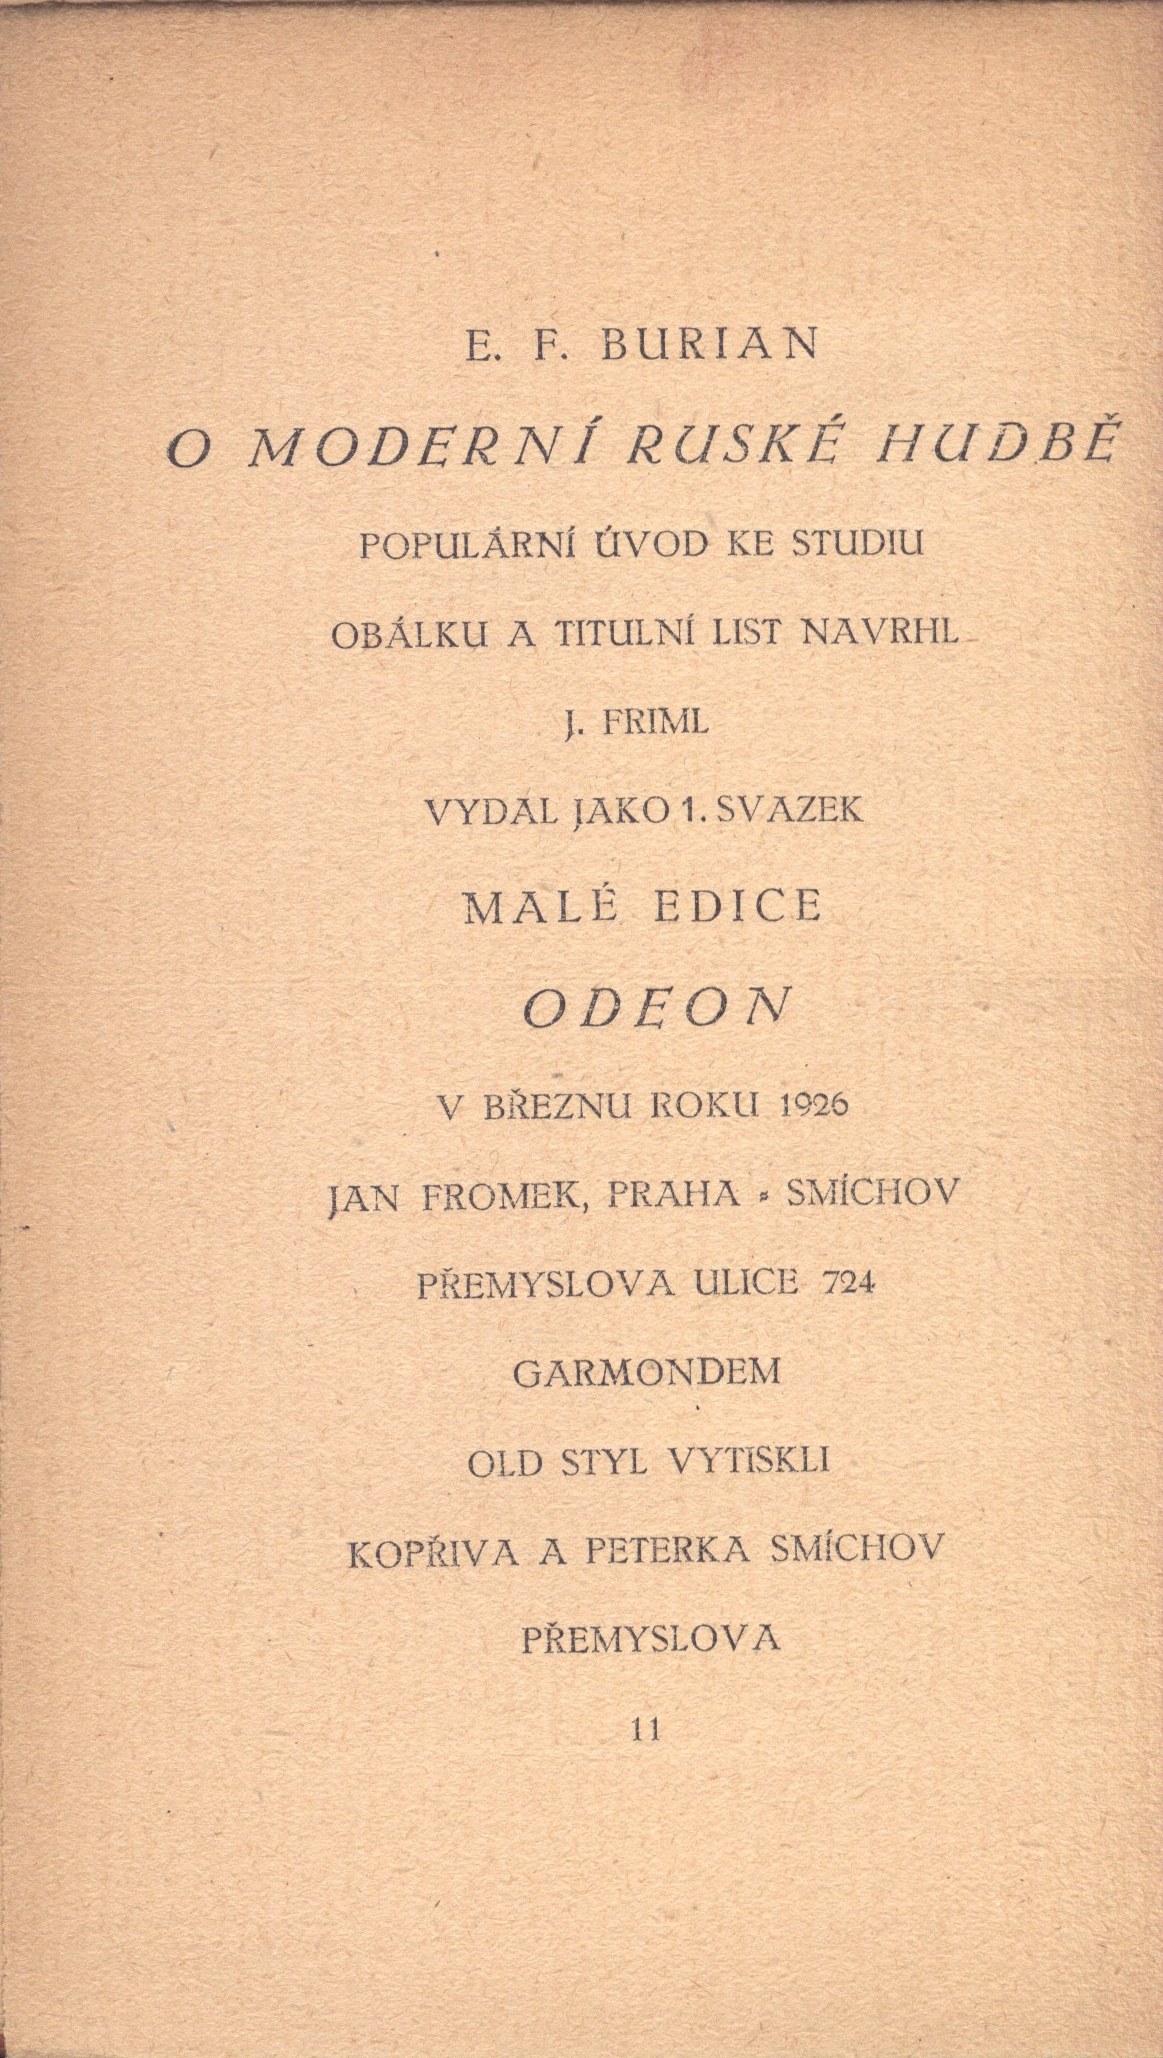 E. F. BURIAN
O MODERNÍ RUSKÉ HUDBĚ
POPULÁRNÍ ÚVOD KE STUDIU
OBÁLKU A TITULNÍ LIST NAVRHL
J. FRIML
VYDAL JAKO 1. SVAZEK
MALÉ EDICE
ODEON
V BŘEZNU ROKU 1926
JAN FROMEK, PRAHA - SMÍCHOV
PŘEMYSLOVA ULICE 724
GARMONDEM
OLD STYL VYTISKLI
KOPŘIVA A PETERKA SMÍCHOV
PŘEMYSLOVA
11